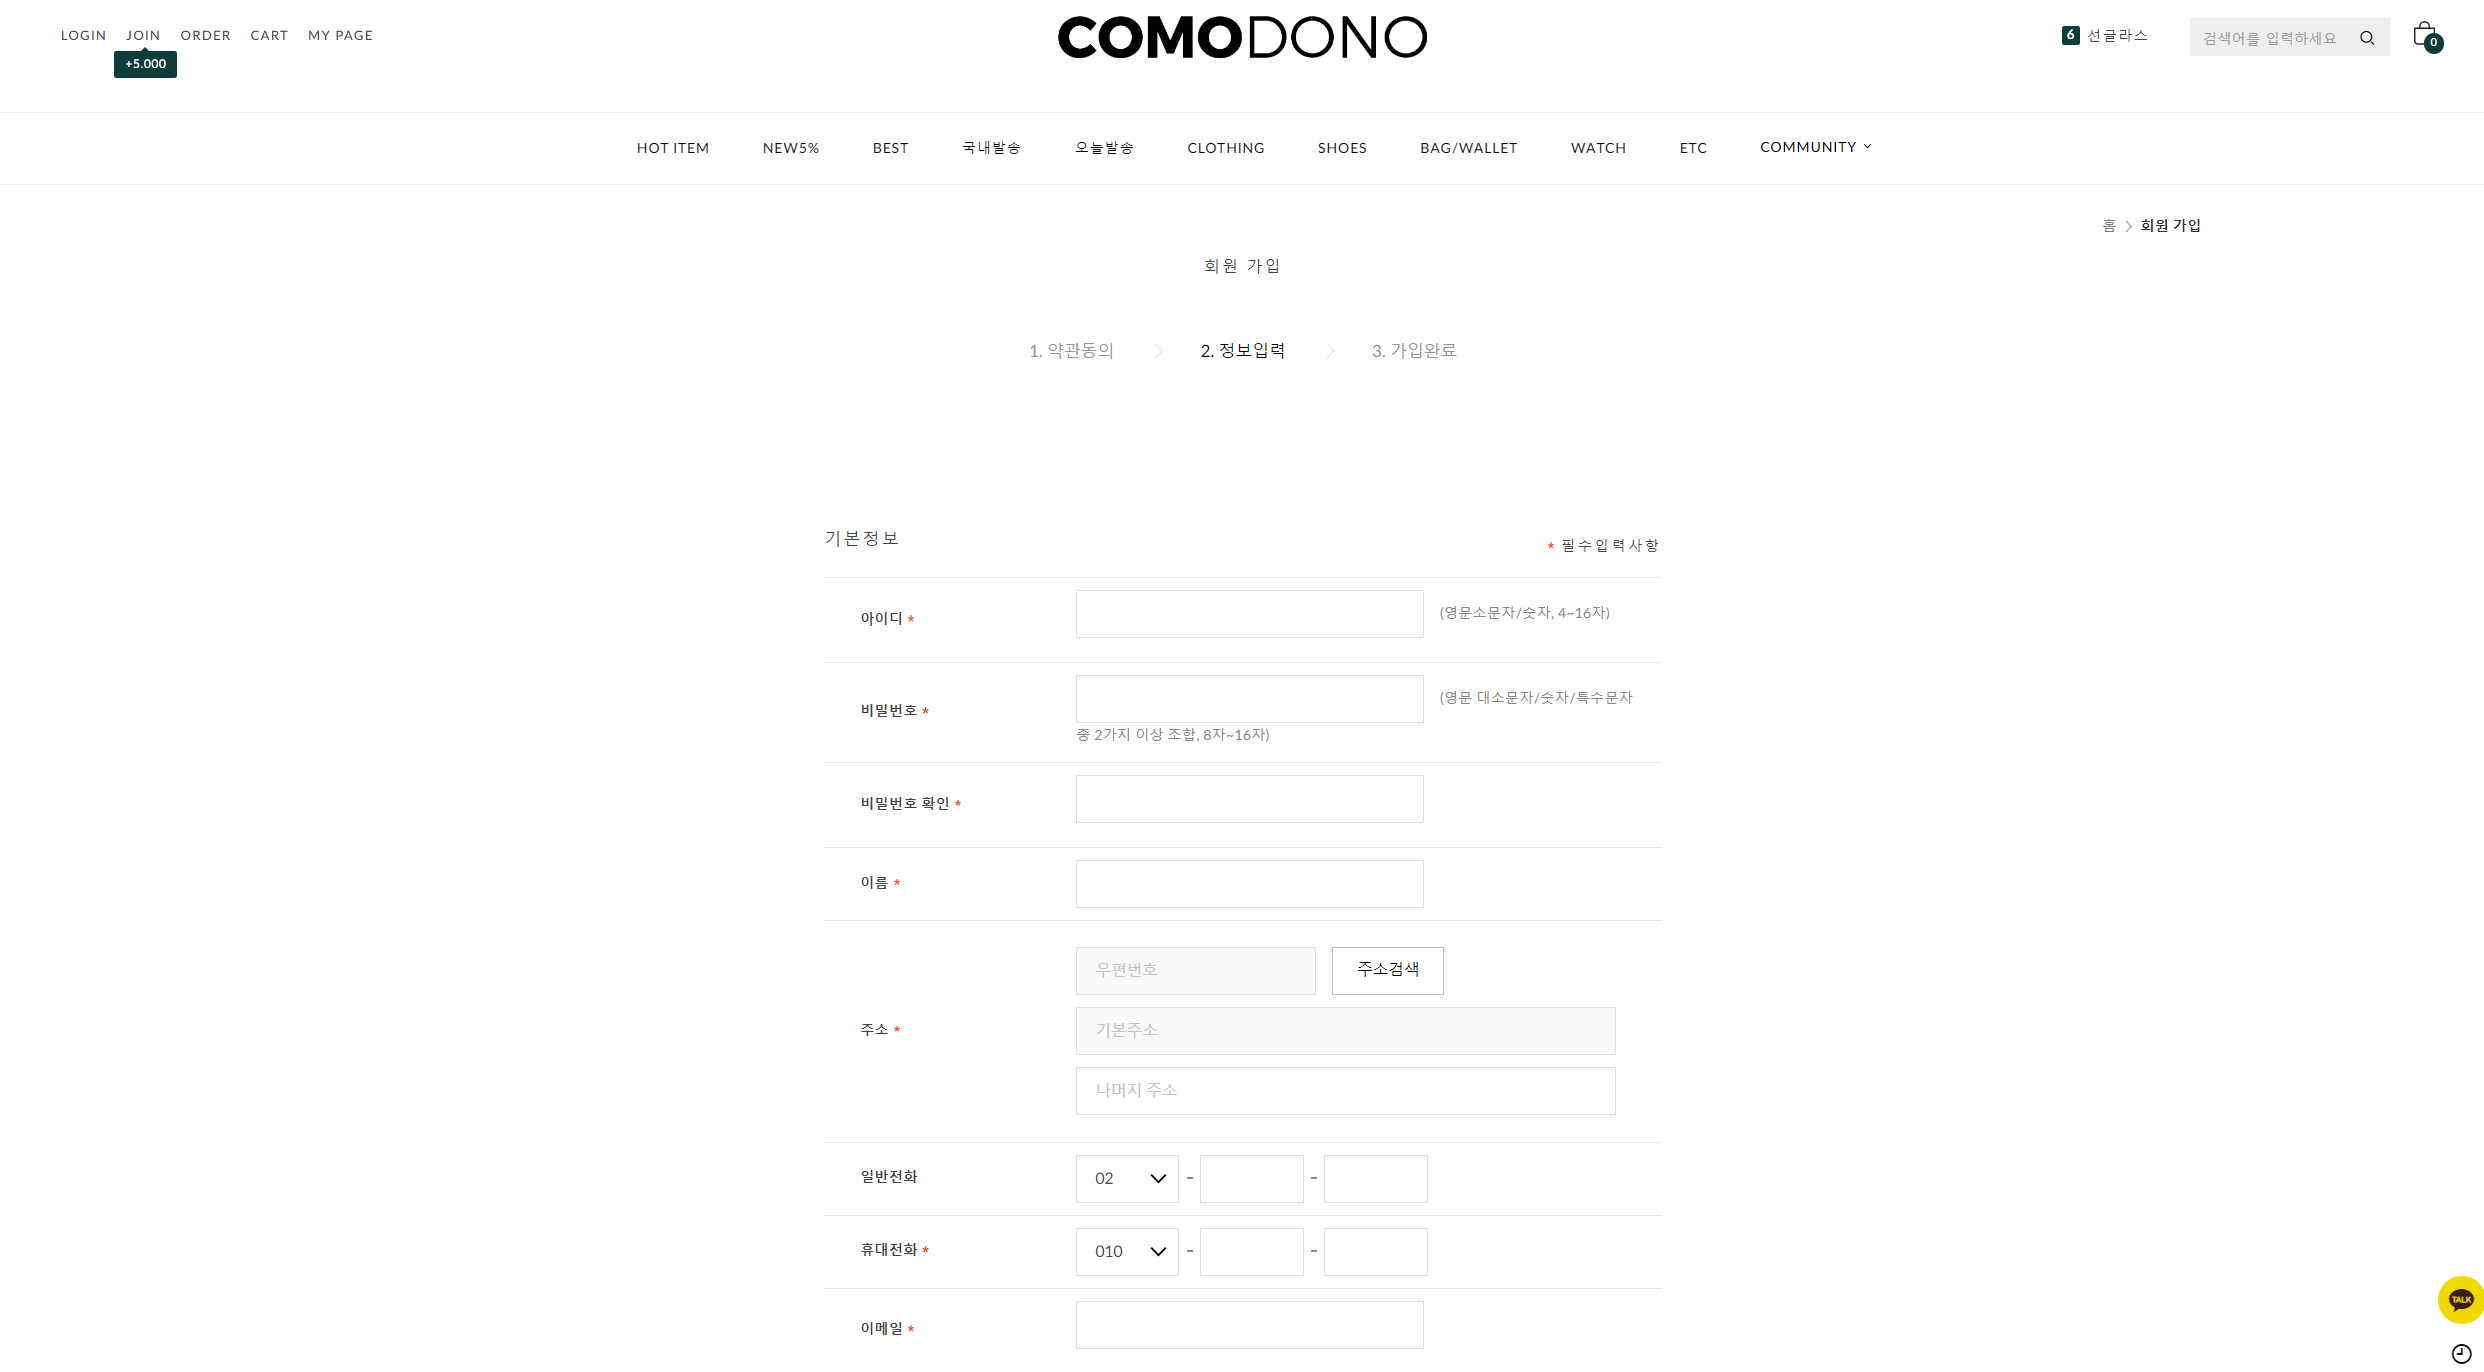 LOGIN JOIN ORDER CART MY PAGE
+5.000
COMODONO
6 선글라스
검색어를 입력하세요
0
HOT ITEM NEW5% BEST 국내발송 오늘발송 CLOTHING SHOES BAG/WALLET WATCH ETC COMMUNITY
홈 > 회원 가입
회원 가입
1. 약관동의 > 2. 정보입력 > 3. 가입완료
기본정보
* 필수입력사항
아이디 * (영문소문자/숫자, 4~16자)
비밀번호 * (영문 대소문자/숫자/특수문자
중 2가지 이상 조합, 8자~16자)
비밀번호 확인 *
이름 *
우편번호 주소검색
주소 * 기본주소
나머지 주소
일반전화 02 - -
휴대전화 * 010 - -
이메일 *
TALK